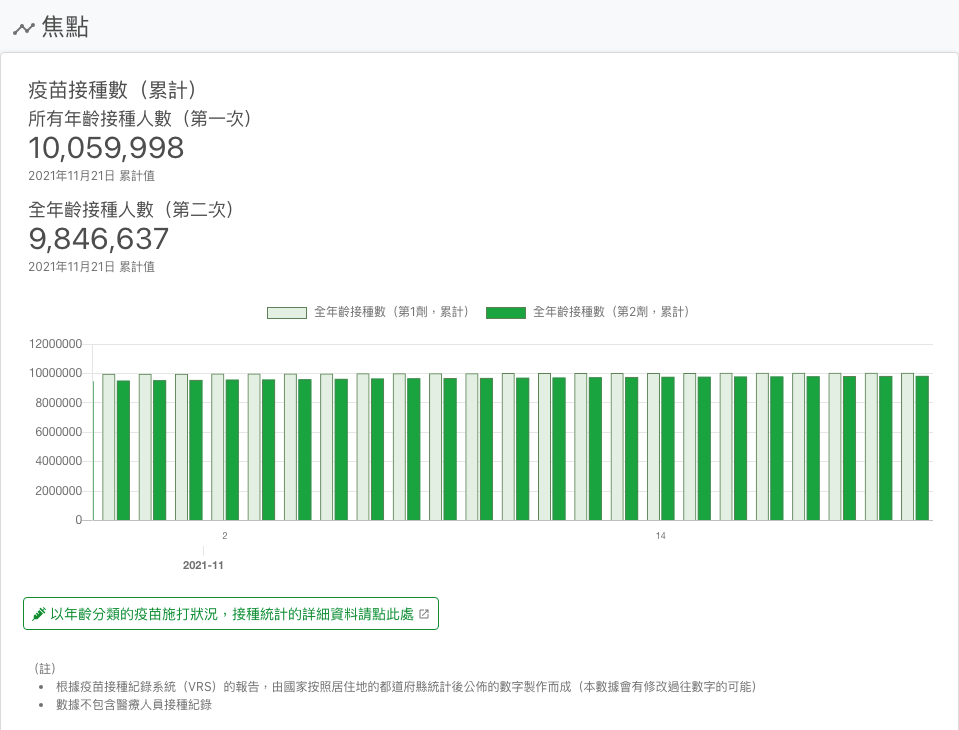 焦點
疫苗接種數（累計）
所有年齡接種人數（第一次）
10,059,998
2021年11月21日 累計值
全年齡接種人數（第二次）
9,846,637
2021年11月21日 累計值
全年齡接種數（第1劑，累計） 全年齡接種數（第2劑，累計）
12000000
10000000
8000000
6000000
4000000
2000000
0
2 14
2021-11
以年齡分類的疫苗施打狀況，接種統計的詳細資料請點此處
（註）
• 根據疫苗接種紀錄系統（VRS）的報告，由國家按照居住地的都道府縣統計後公佈的數字製作而成（本數據會有修改過往數字的可能）
• 數據不包含醫療人員接種紀錄